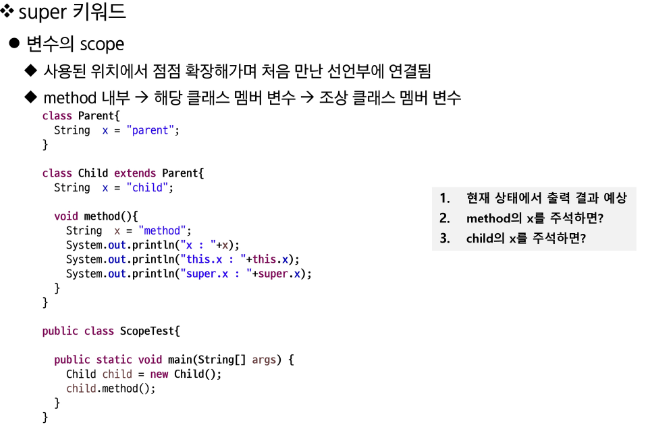 ❖ super 키워드
● 변수의 scope
◆ 사용된 위치에서 점점 확장해가며 처음 만난 선언부에 연결됨
◆ method 내부 → 해당 클래스 멤버 변수 → 조상 클래스 멤버 변수
class Parent{
String x = "parent";
}
class Child extends Parent{
String x = "child";
void method(){
String x = "method";
System.out.println("x : "+x);
System.out.println("this.x : "+this.x);
System.out.println("super.x : "+super.x);
}
}
public class ScopeTest{
public static void main(String[] args) {
Child child = new Child();
child.method();
}
}
1. 현재 상태에서 출력 결과 예상
2. method의 x를 주석하면?
3. child의 x를 주석하면?